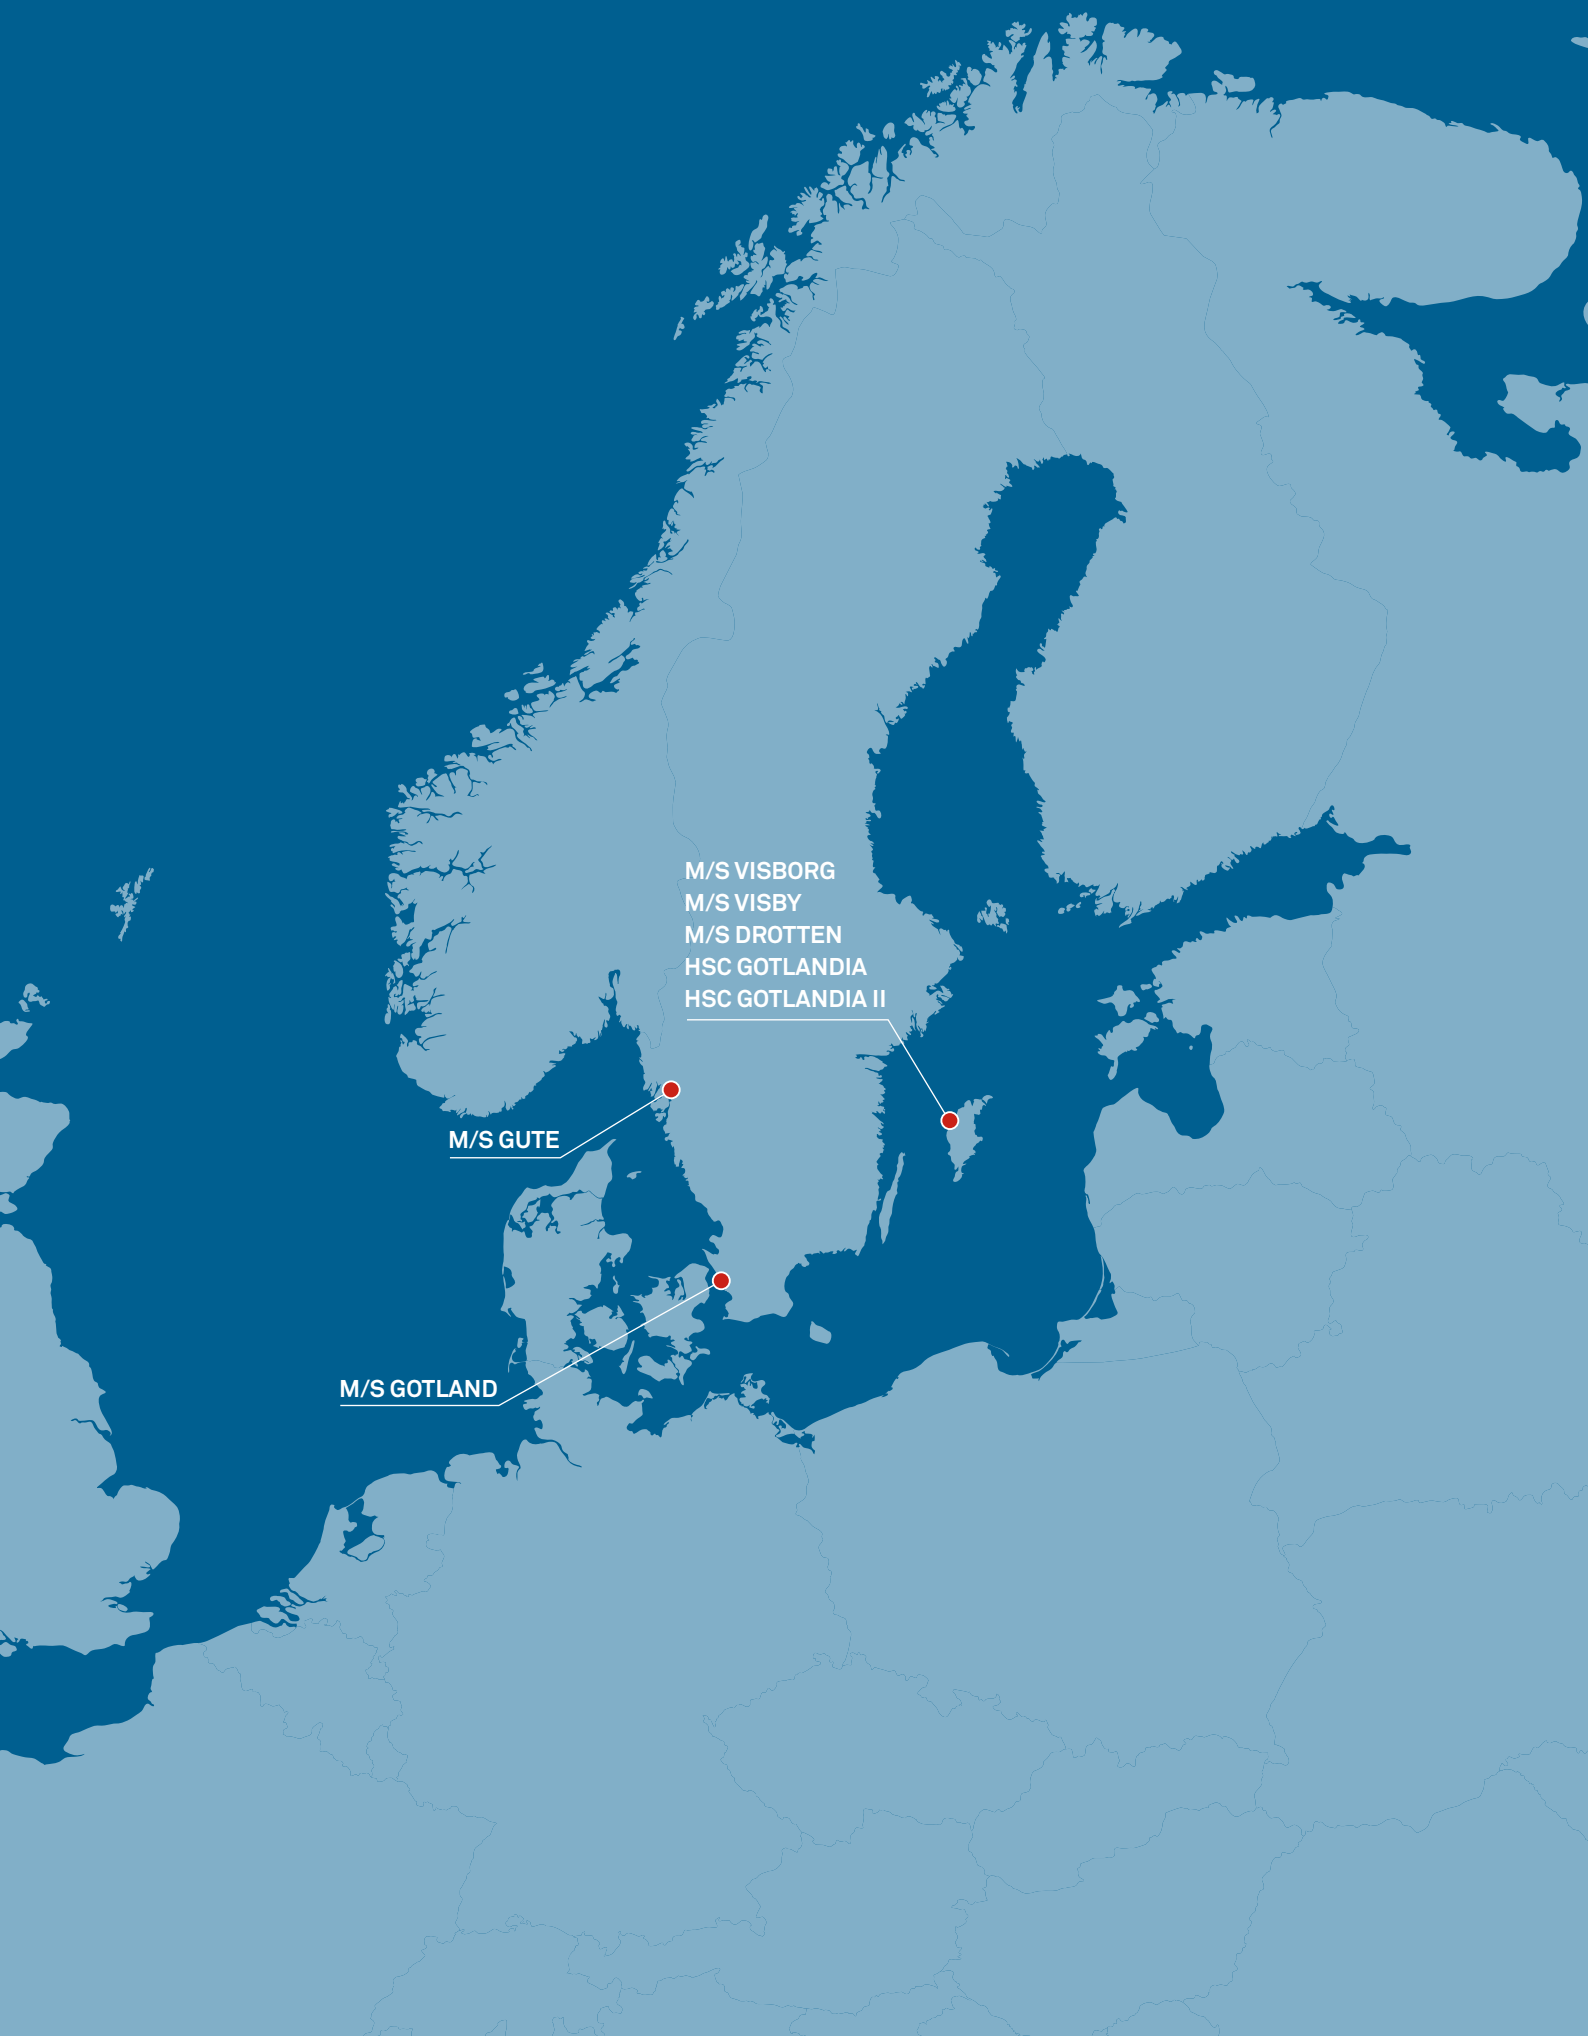 M/S VISBORG
M/S VISBY
M/S DROTTEN
HSC GOTLANDIA
HSC GOTLANDIA II
M/S GUTE
M/S GOTLAND